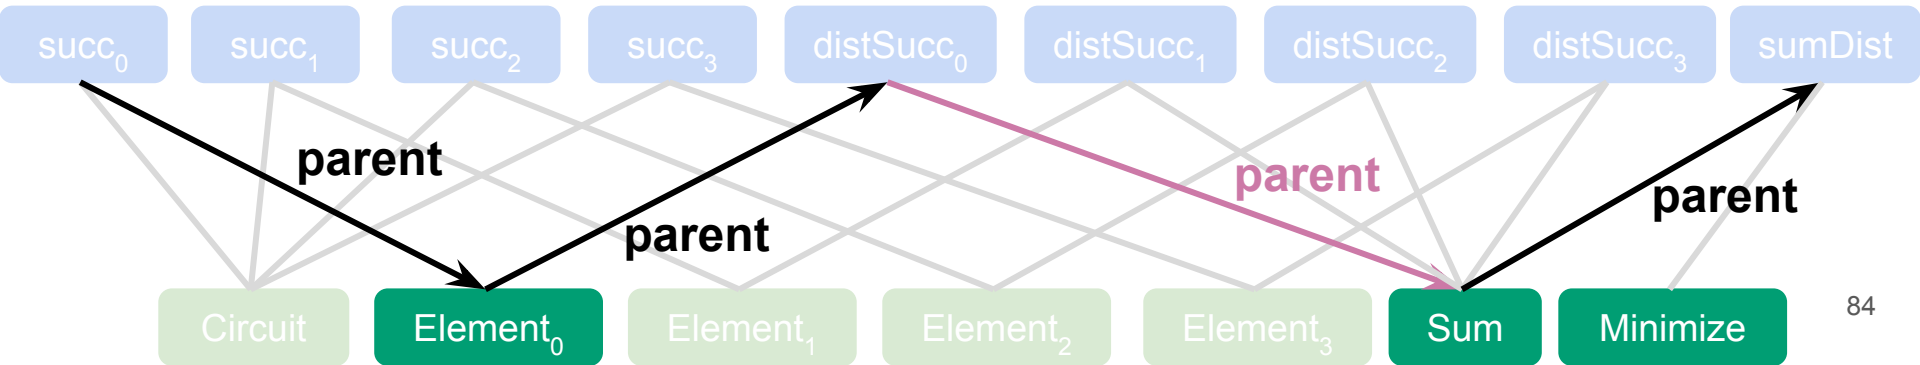 succ₀ succ₁ succ₂ succ₃ distSucc₀ distSucc₁ distSucc₂ distSucc₃ sumDist
parent
parent
parent
parent
Circuit Element₀ Element₁ Element₂ Element₃ Sum Minimize
84